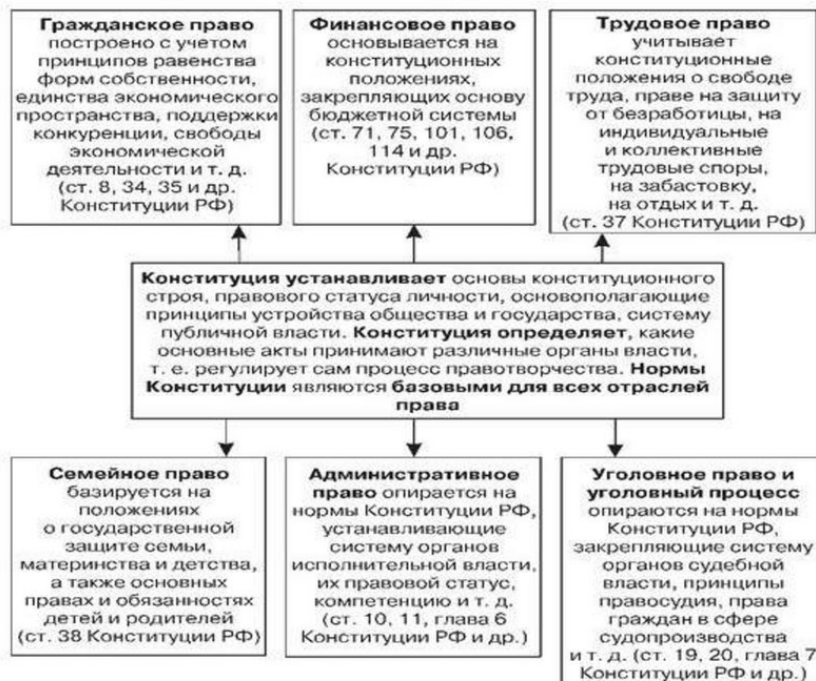 Гражданское право
построено с учетом
принципов равенства
форм собственности,
единства экономического
пространства, поддержки
конкуренции, свободы
экономической
деятельности и т. д.
(ст. 8, 34, 35 и др.
Конституции РФ)
Финансовое право
основывается на
конституционных
положениях,
закрепляющих основу
бюджетной системы
(ст. 71, 75, 101, 106,
114 и др.
Конституции РФ)
Трудовое право
учитывает
конституционные
положения о свободе
труда, праве на защиту
от безработицы, на
индивидуальные
и коллективные
трудовые споры,
на забастовку,
на отдых и т. д.
(ст. 37 Конституции РФ)
Конституция устанавливает основы конституционного
строя, правового статуса личности, основополагающие
принципы устройства общества и государства, систему
публичной власти. Конституция определяет, какие
основные акты принимают различные органы власти,
т. е. регулирует сам процесс правотворчества. Нормы
Конституции являются базовыми для всех отраслей
права
Семейное право
базируется на
положениях
о государственной
защите семьи,
материнства и детства,
а также основных
правах и обязанностях
детей и родителей
(ст. 38 Конституции РФ)
Административное
право опирается на
нормы Конституции РФ,
устанавливающие
систему органов
исполнительной власти,
их правовой статус,
компетенцию и т. д.
(ст. 10, 11, глава 6
Конституции РФ и др.)
Уголовное право и
уголовный процесс
опираются на нормы
Конституции РФ,
закрепляющие систему
органов судебной
власти, принципы
правосудия, права
граждан в сфере
судопроизводства
и т. д. (ст. 19, 20, глава 7
Конституции РФ и др.)